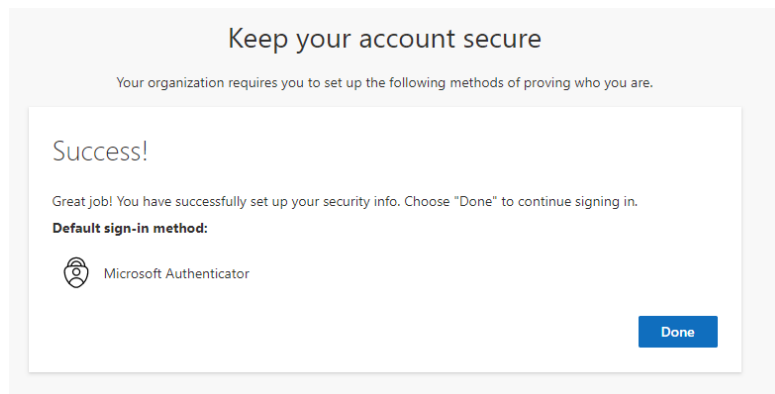 Keep your account secure
Your organization requires you to set up the following methods of proving who you are.
Success!
Great job! You have successfully set up your security info. Choose "Done" to continue signing in.
Default sign-in method:
Microsoft Authenticator
Done